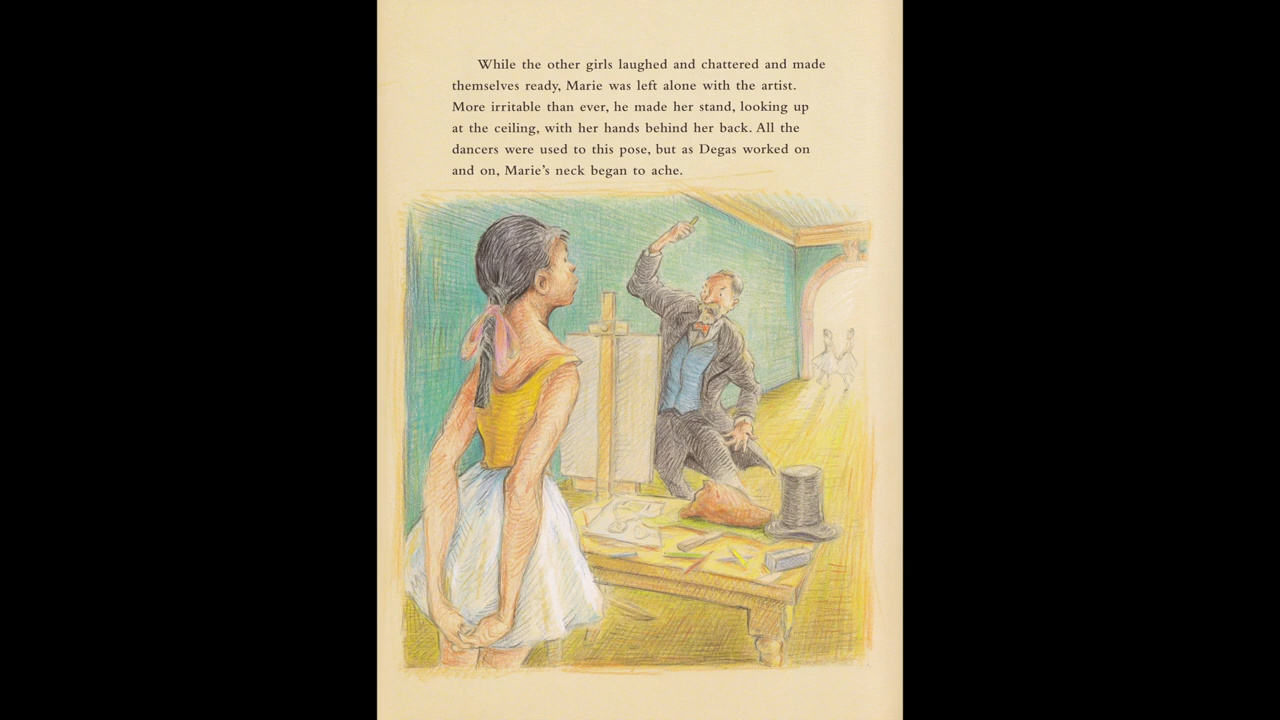 While the other girls laughed and chattered and made
themselves ready, Marie was left alone with the artist.
More irritable than ever, he made her stand, looking up
at the ceiling, with her hands behind her back. All the
dancers were used to this pose, but as Degas worked on
and on, Marie’s neck began to ache.